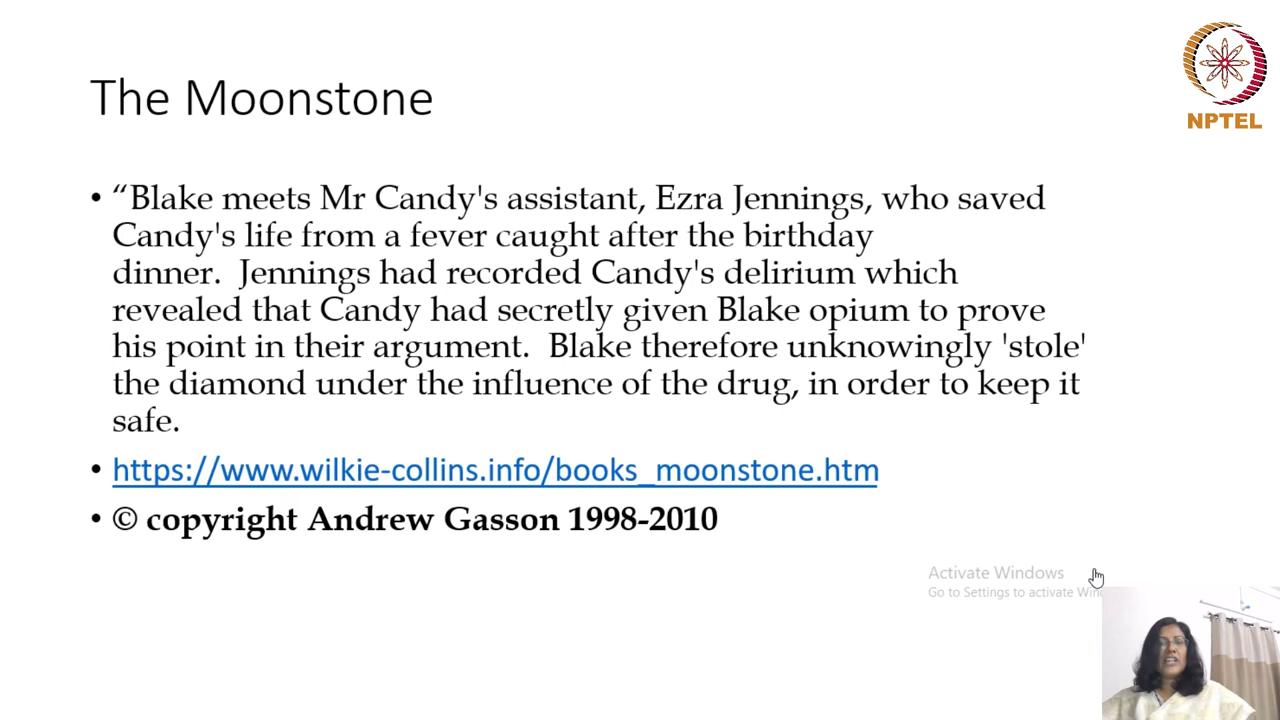 The Moonstone
NPTEL
• “Blake meets Mr Candy's assistant, Ezra Jennings, who saved
Candy's life from a fever caught after the birthday
dinner.  Jennings had recorded Candy's delirium which
revealed that Candy had secretly given Blake opium to prove
his point in their argument.  Blake therefore unknowingly 'stole'
the diamond under the influence of the drug, in order to keep it
safe.
• https://www.wilkie-collins.info/books_moonstone.htm
• © copyright Andrew Gasson 1998-2010
Activate Windows
Go to Settings to activate Win